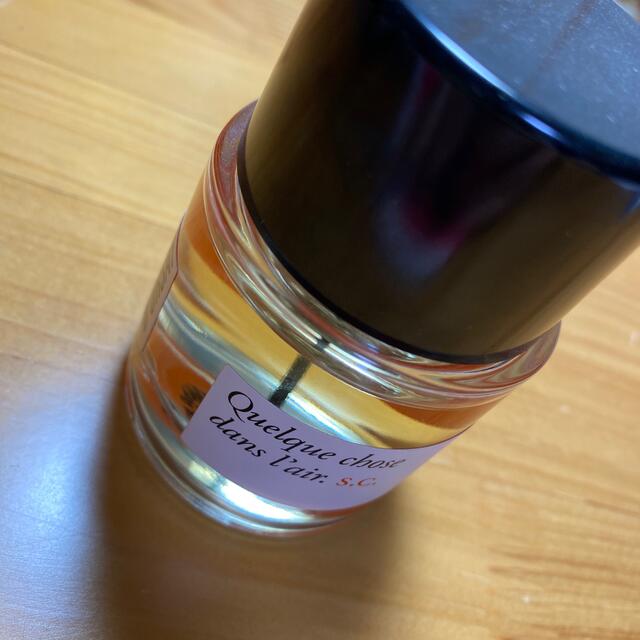 Quelque chose
dans l'air. s.c.